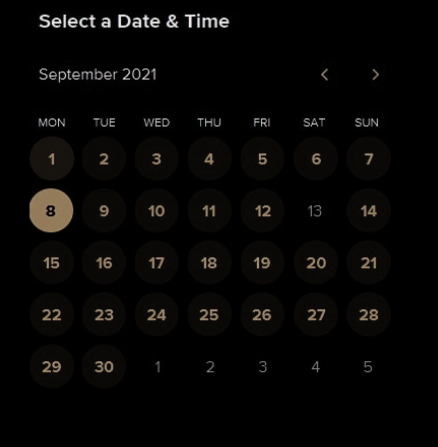 Select a Date & Time
September 2021 < >
MON TUE WED THU FRI SAT SUN
1 2 3 4 5 6 7
8 9 10 11 12 13 14
15 16 17 18 19 20 21
22 23 24 25 26 27 28
29 30 1 2 3 4 5